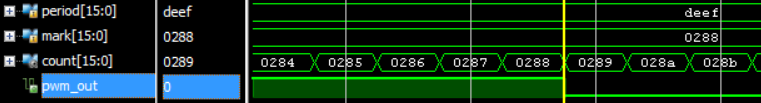 period[15:0] deef deef
mark[15:0] 0288 0288
count[15:0] 0289 0284 0285 0286 0287 0288 0289 028a 028b
pwm_out 0